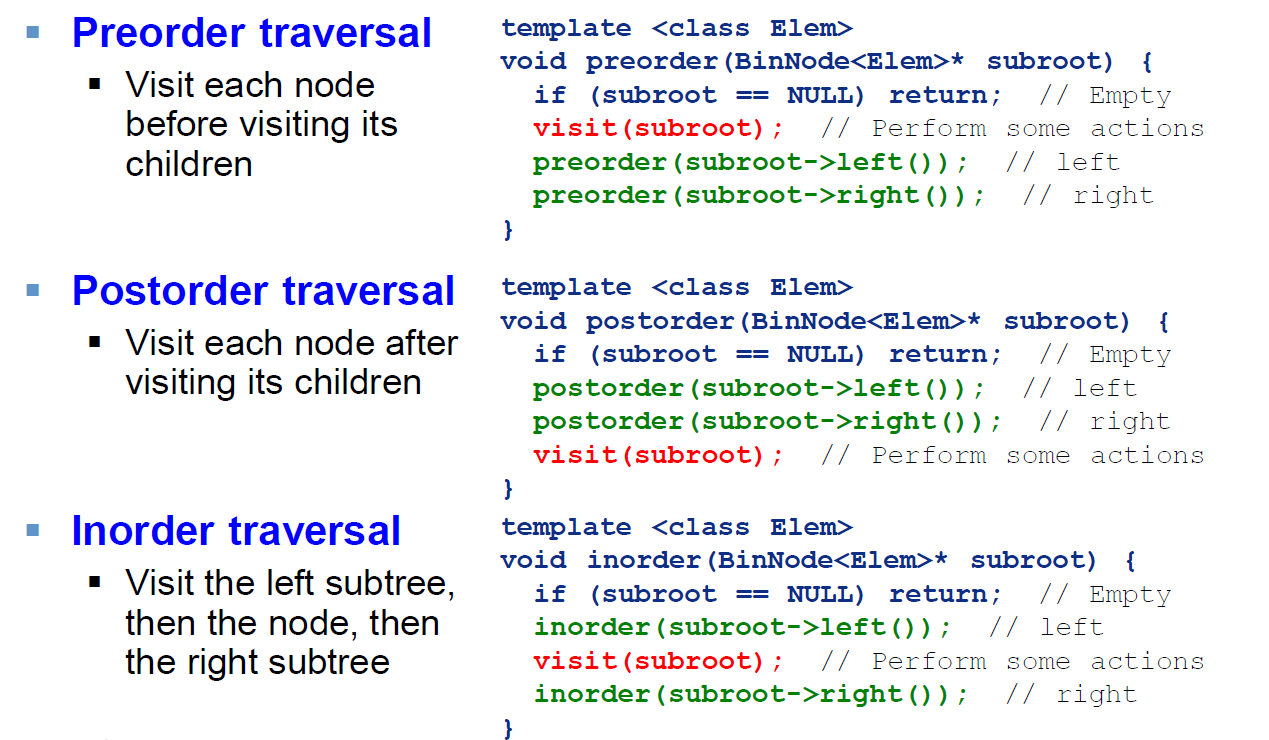 Preorder traversal
Visit each node
before visiting its
children
template <class Elem>
void preorder(BinNode<Elem>* subroot) {
if (subroot == NULL) return; // Empty
visit(subroot); // Perform some actions
preorder(subroot->left()); // left
preorder(subroot->right()); // right
}
Postorder traversal
Visit each node after
visiting its children
template <class Elem>
void postorder(BinNode<Elem>* subroot) {
if (subroot == NULL) return; // Empty
postorder(subroot->left()); // left
postorder(subroot->right()); // right
visit(subroot); // Perform some actions
}
Inorder traversal
Visit the left subtree,
then the node, then
the right subtree
template <class Elem>
void inorder(BinNode<Elem>* subroot) {
if (subroot == NULL) return; // Empty
inorder(subroot->left()); // left
visit(subroot); // Perform some actions
inorder(subroot->right()); // right
}